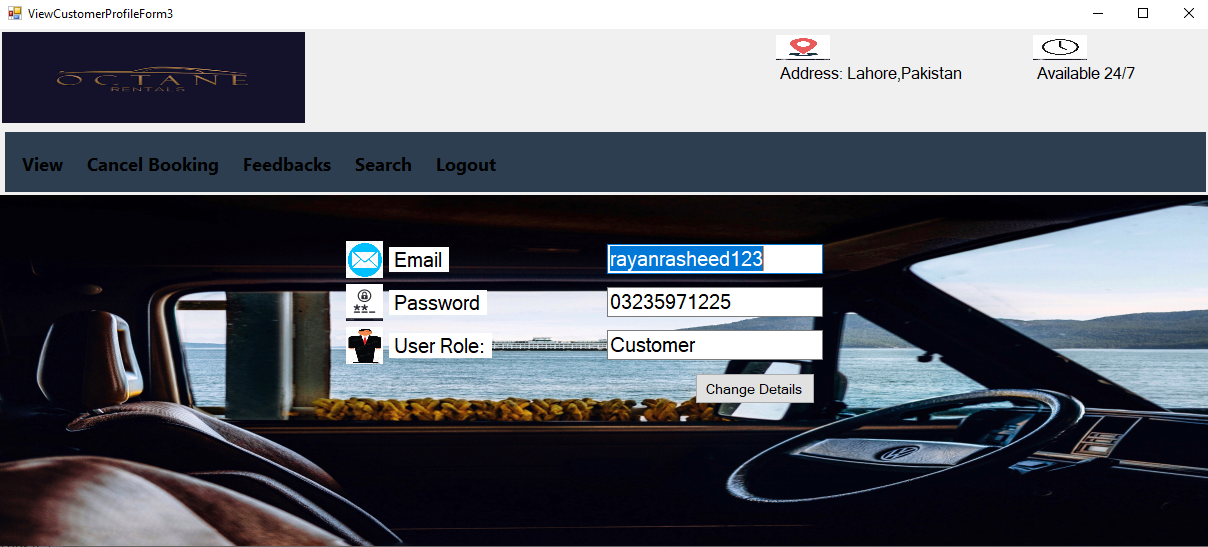 ViewCustomerProfileForm3
OCTANE
RENTALS
Address: Lahore,Pakistan
Available 24/7
View Cancel Booking Feedbacks Search Logout
Email rayanrasheed123
Password 03235971225
User Role: Customer
Change Details